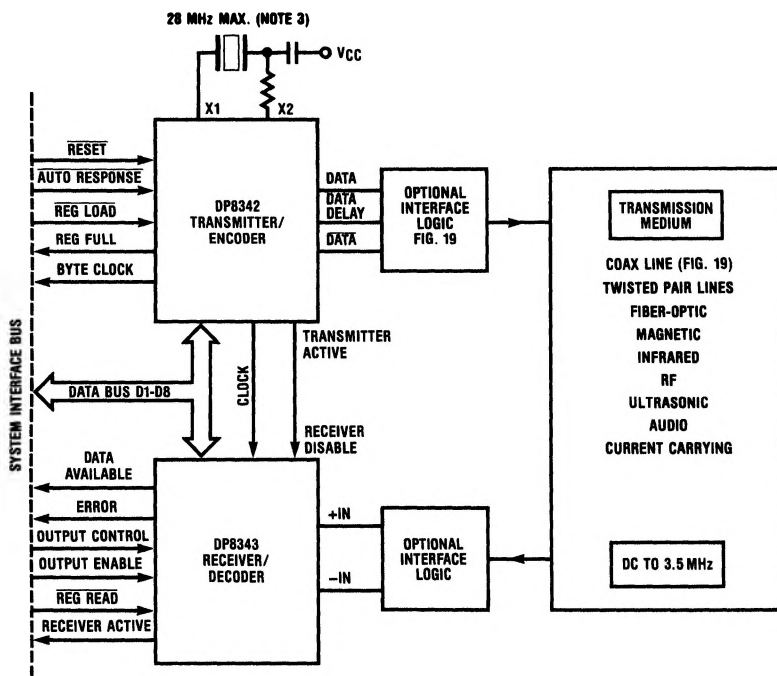 28 MHz MAX. (NOTE 3)
VCC
X1
X2
RESET
AUTO RESPONSE
REG LOAD
REG FULL
BYTE CLOCK
DP8342
TRANSMITTER/
ENCODER
DATA
DATA
DELAY
DATA
OPTIONAL
INTERFACE
LOGIC
FIG. 19
TRANSMISSION
MEDIUM
COAX LINE (FIG. 19)
TWISTED PAIR LINES
FIBER-OPTIC
MAGNETIC
INFRARED
RF
ULTRASONIC
AUDIO
CURRENT CARRYING
DC TO 3.5 MHz
SYSTEM INTERFACE BUS
DATA BUS D1-D8
CLOCK
TRANSMITTER
ACTIVE
RECEIVER
DISABLE
DATA
AVAILABLE
ERROR
OUTPUT CONTROL
OUTPUT ENABLE
REG READ
RECEIVER ACTIVE
DP8343
RECEIVER/
DECODER
+IN
−IN
OPTIONAL
INTERFACE
LOGIC